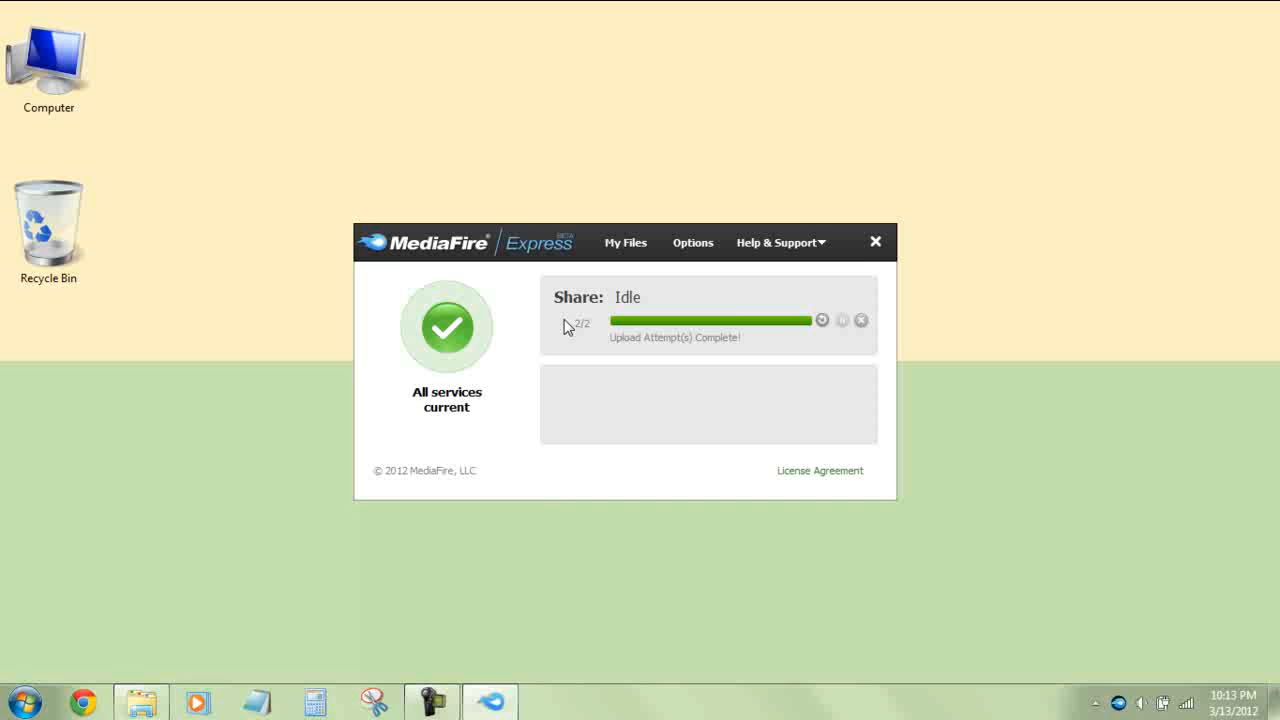 Computer
Recycle Bin
MediaFire® Express BETA
My Files
Options
Help & Support
Share: Idle
2/2
Upload Attempt(s) Complete!
All services
current
© 2012 MediaFire, LLC
License Agreement
10:13 PM
3/13/2012